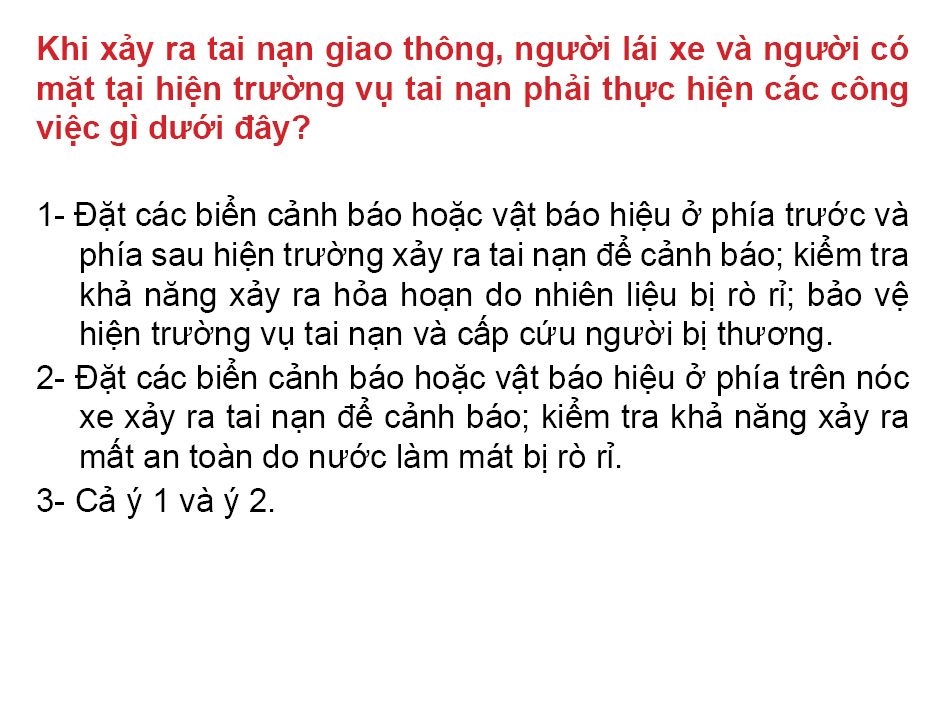 Khi xảy ra tai nạn giao thông, người lái xe và người có
mặt tại hiện trường vụ tai nạn phải thực hiện các công
việc gì dưới đây?
1- Đặt các biển cảnh báo hoặc vật báo hiệu ở phía trước và
phía sau hiện trường xảy ra tai nạn để cảnh báo; kiểm tra
khả năng xảy ra hỏa hoạn do nhiên liệu bị rò rỉ; bảo vệ
hiện trường vụ tai nạn và cấp cứu người bị thương.
2- Đặt các biển cảnh báo hoặc vật báo hiệu ở phía trên nóc
xe xảy ra tai nạn để cảnh báo; kiểm tra khả năng xảy ra
mất an toàn do nước làm mát bị rò rỉ.
3- Cả ý 1 và ý 2.